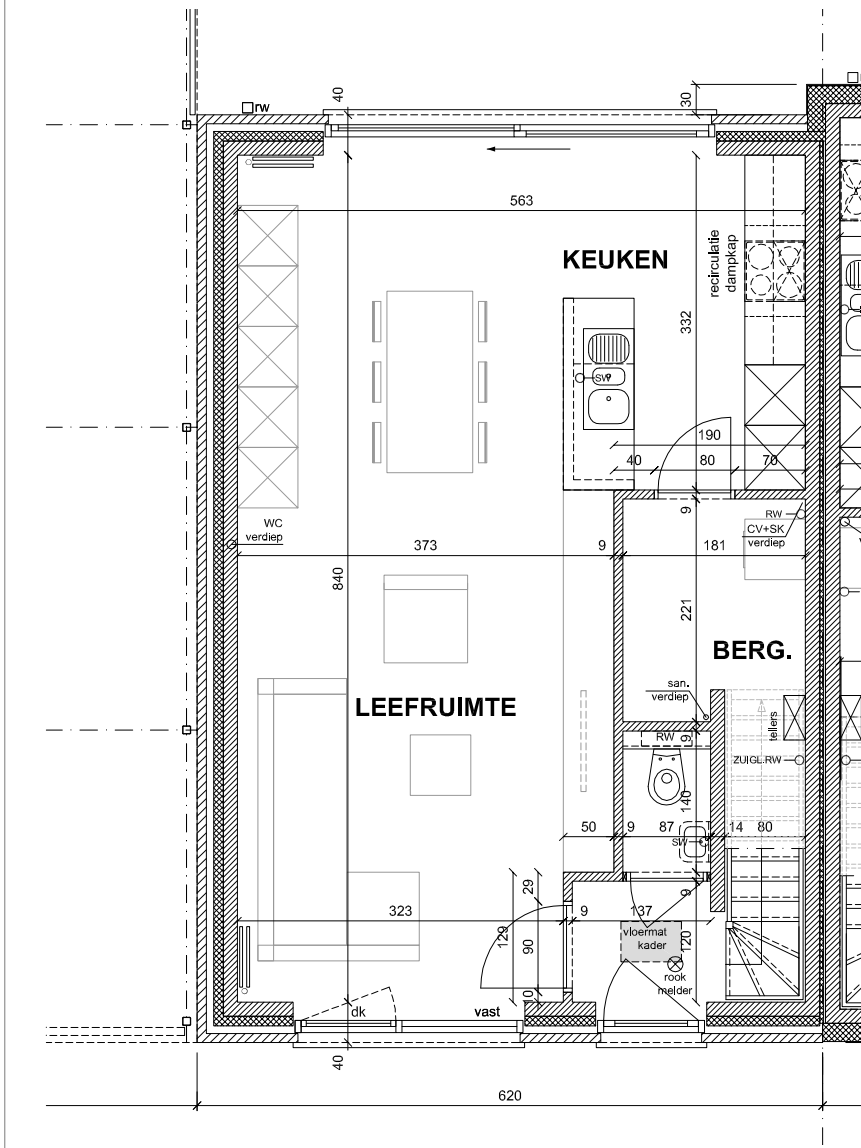 rw
40
30
563
KEUKEN
recirculatie
dampkap
332
SW
190
40
80
70
RW
CV+SK
verdiep
WC
verdiep
9
373
9
181
840
221
BERG.
san.
verdiep
LEEFRUIMTE
tellers
RW
9
ZUIGL.RW
140
50
9
87
14
80
SW
29
9
323
129
9
137
90
vloermat
kader
120
rook
melder
10
dk
vast
40
620